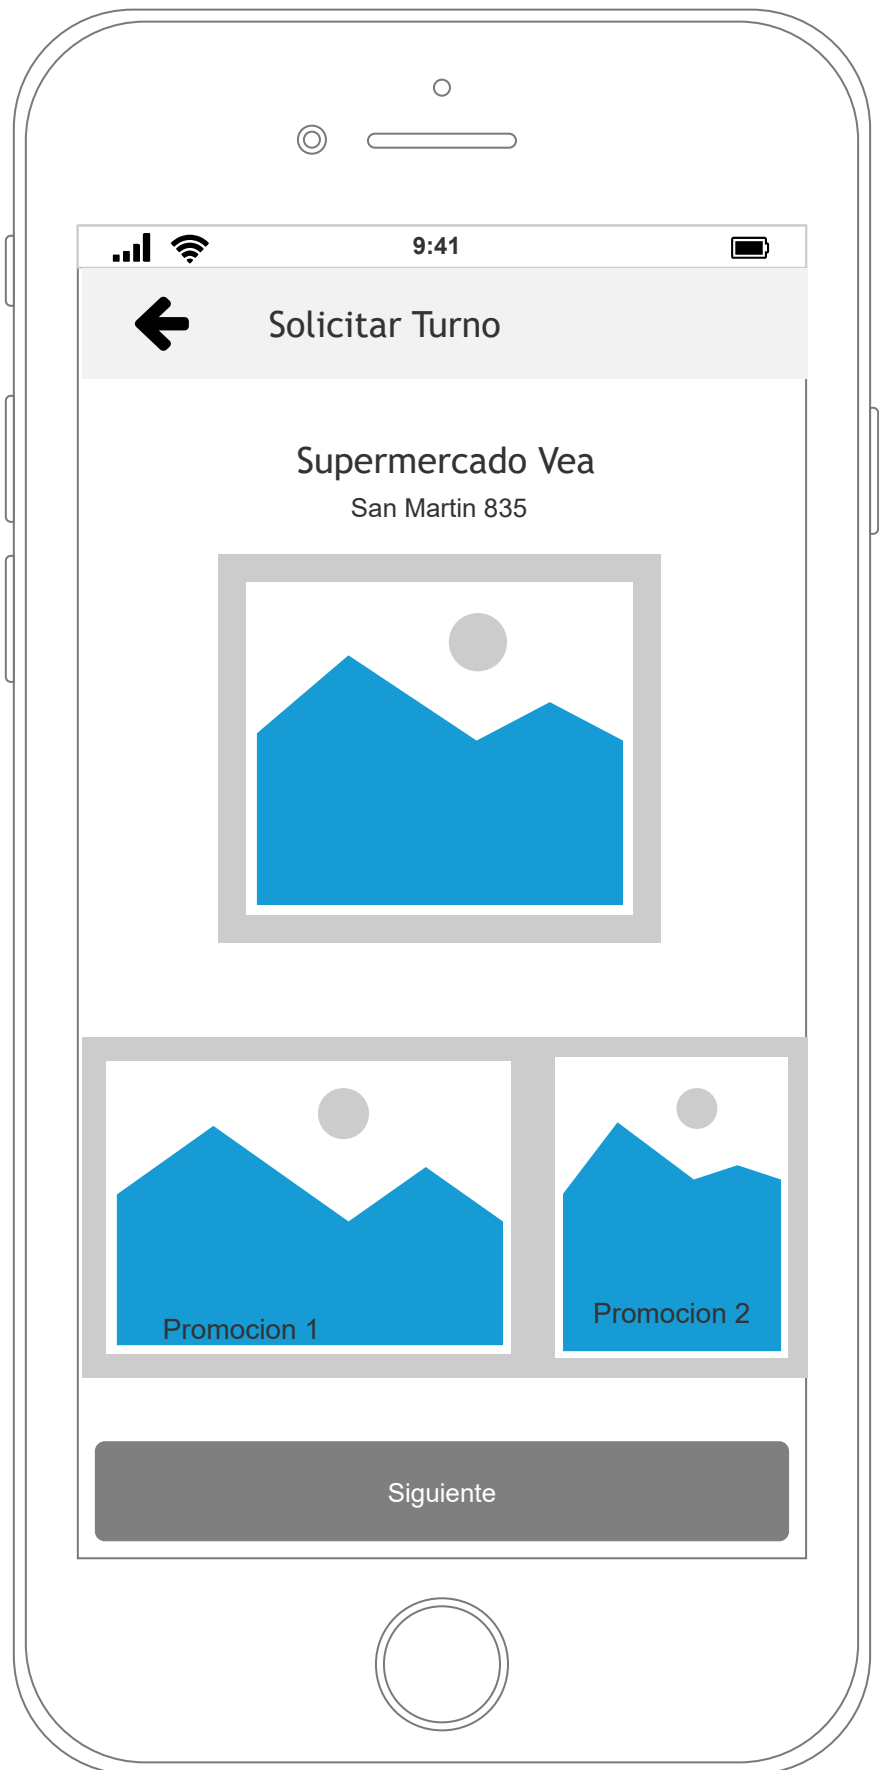 9:41
Solicitar Turno
Supermercado Vea
San Martin 835
Promocion 1
Promocion 2
Siguiente